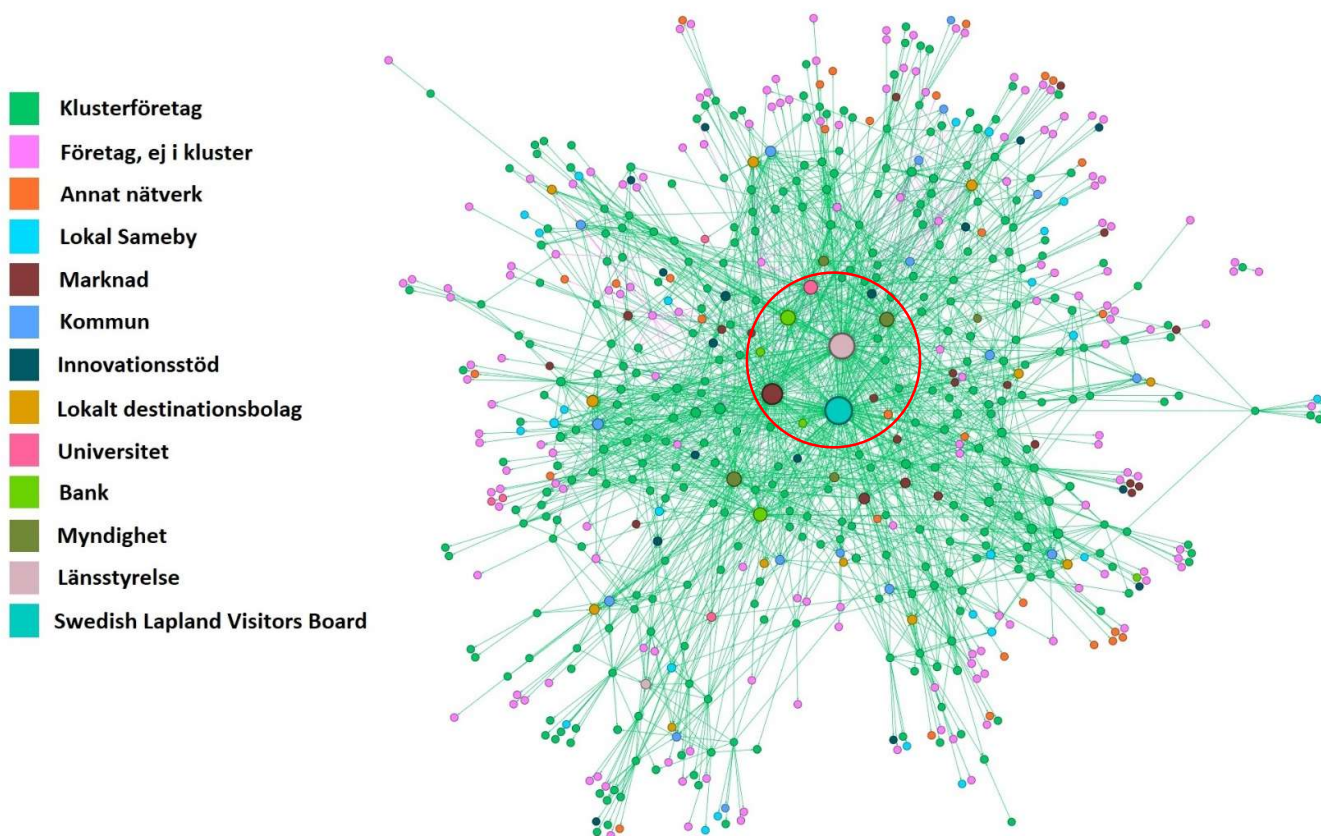 Klusterföretag
Företag, ej i kluster
Annat nätverk
Lokal Sameby
Marknad
Kommun
Innovationsstöd
Lokalt destinationsbolag
Universitet
Bank
Myndighet
Länsstyrelse
Swedish Lapland Visitors Board